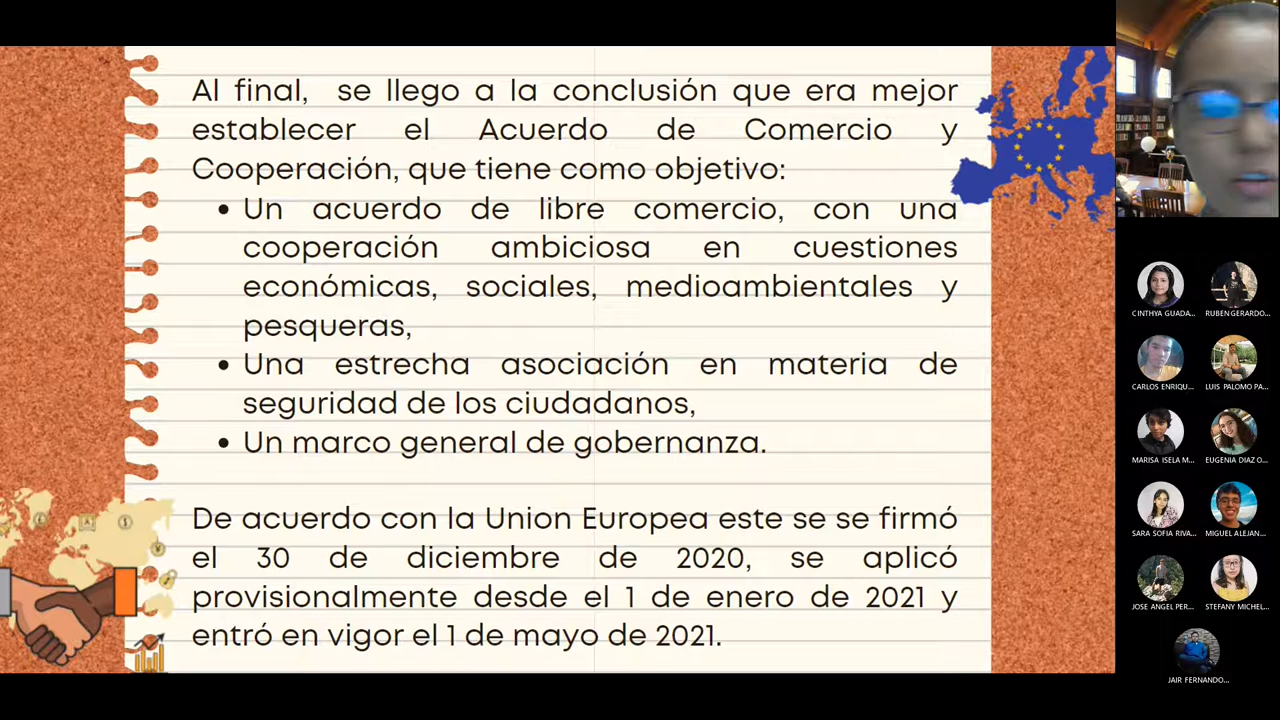 Al final, se llego a la conclusión que era mejor
establecer el Acuerdo de Comercio y
Cooperación, que tiene como objetivo:
• Un acuerdo de libre comercio, con una
cooperación ambiciosa en cuestiones
económicas, sociales, medioambientales y
pesqueras,
• Una estrecha asociación en materia de
seguridad de los ciudadanos,
• Un marco general de gobernanza.
De acuerdo con la Union Europea este se se firmó
el 30 de diciembre de 2020, se aplicó
provisionalmente desde el 1 de enero de 2021 y
entró en vigor el 1 de mayo de 2021.
CINTHYA GUADA...
RUBEN GERARDO...
CARLOS ENRIQU...
LUIS PALOMO PA...
MARISA ISELA M...
EUGENIA DIAZ O...
SARA SOFIA RIVA...
MIGUEL ALEJAN...
JOSE ANGEL PER...
STEFANY MICHEL...
JAIR FERNANDO...